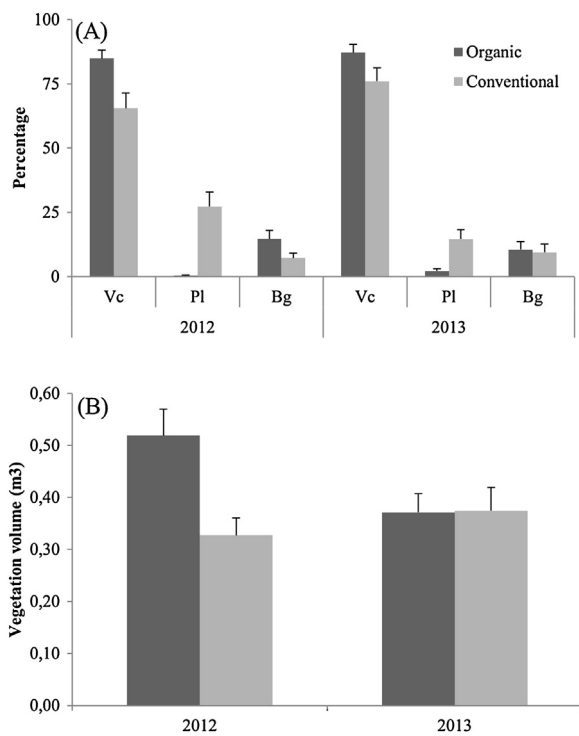 (A)
100
75
50
25
0
Percentage
Organic
Conventional
Vc Pl Bg Vc Pl Bg
2012 2013
(B)
0,60
0,50
0,40
0,30
0,20
0,10
0,00
Vegetation volume (m3)
2012 2013